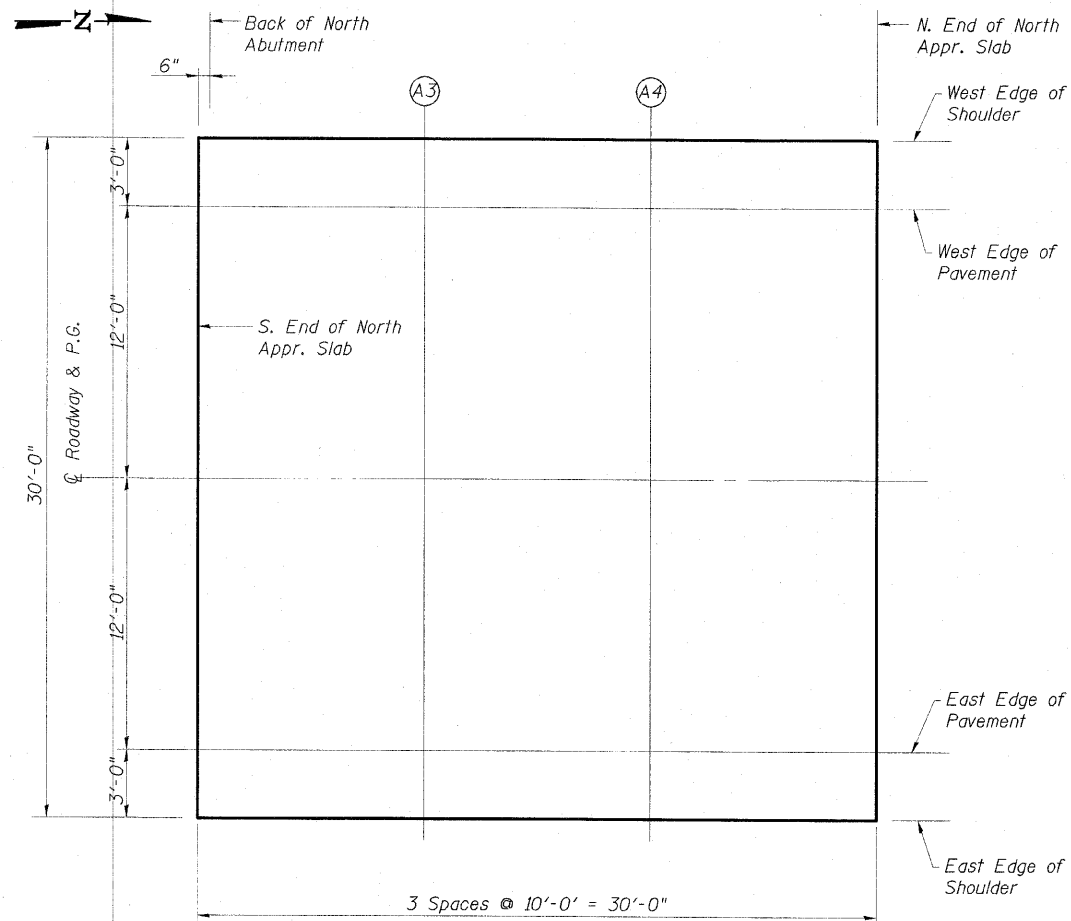 N
Back of North
Abutment
N. End of North
Appr. Slab
6"
A3
A4
West Edge of
Shoulder
3'-0"
West Edge of
Pavement
12'-0"
S. End of North
Appr. Slab
℄ Roadway & P.G.
30'-0"
12'-0"
East Edge of
Pavement
3'-0"
East Edge of
Shoulder
3 Spaces @ 10'-0' = 30'-0"